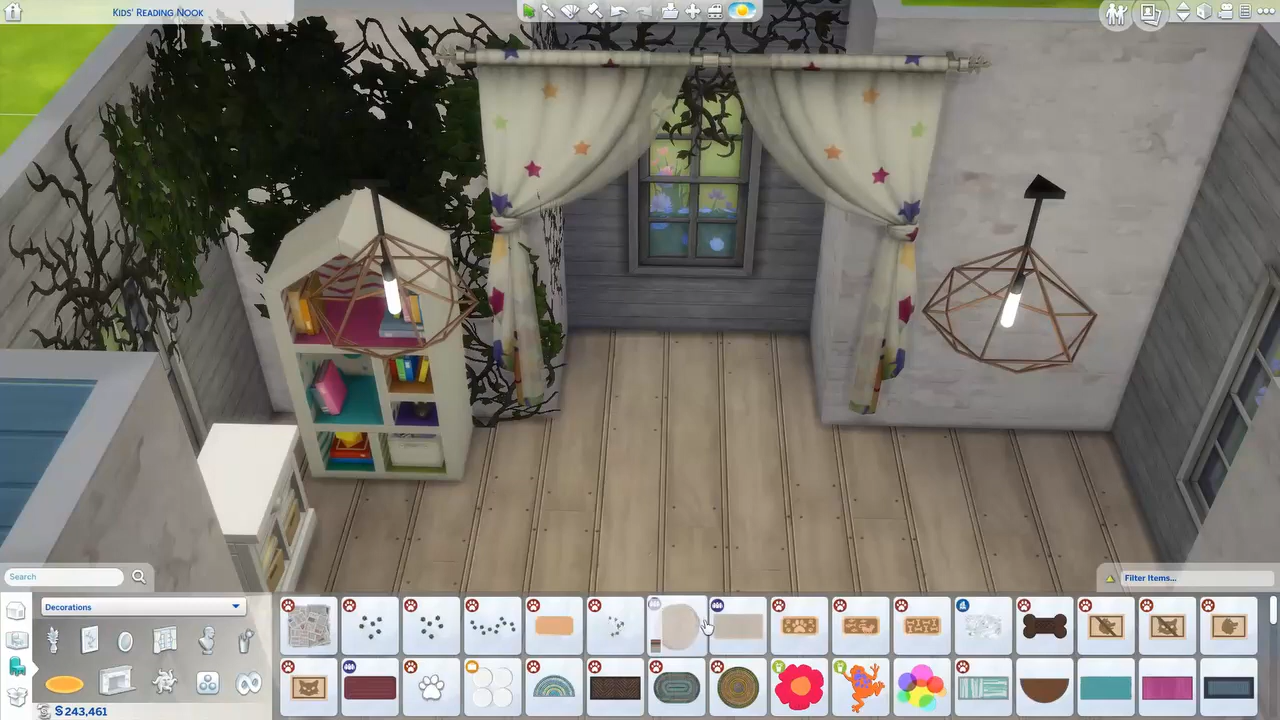 Kids' Reading Nook
Search
Filter Items...
Decorations
$243,461